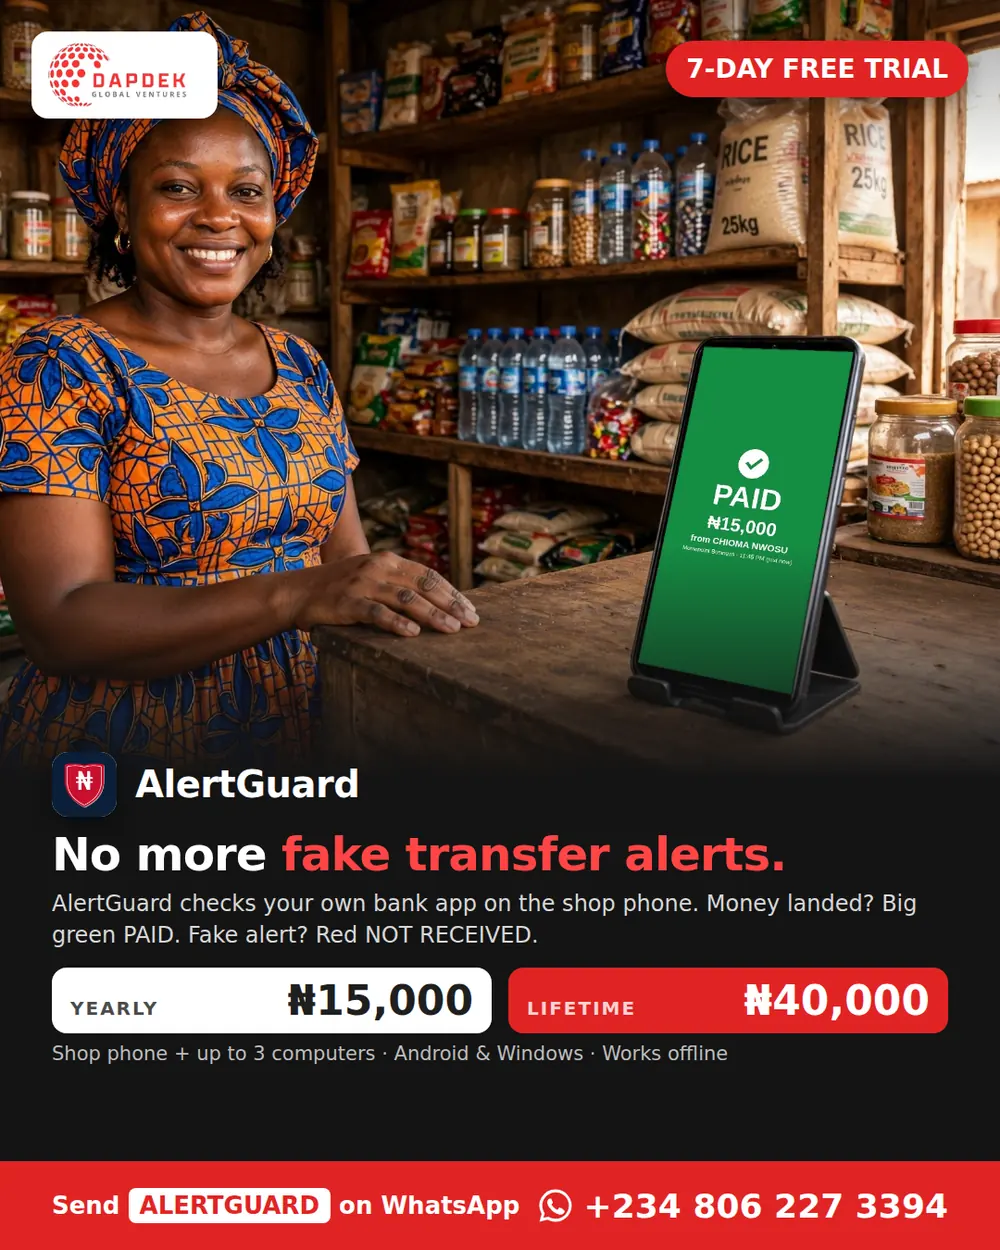 DAPDEK
GLOBAL VENTURES
7-DAY FREE TRIAL
RICE
25kg
RICE
25kg
PAID
₦15,000
from CHIOMA NWOSU
AlertGuard
No more fake transfer alerts.
AlertGuard checks your own bank app on the shop phone. Money landed? Big
green PAID. Fake alert? Red NOT RECEIVED.
YEARLY ₦15,000
LIFETIME ₦40,000
Shop phone + up to 3 computers · Android & Windows · Works offline
Send ALERTGUARD on WhatsApp +234 806 227 3394